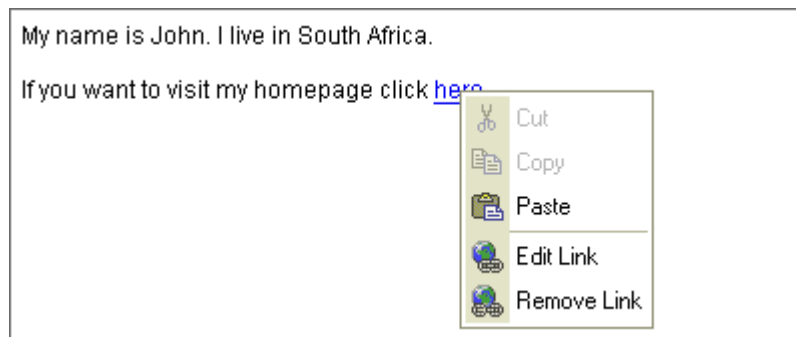 My name is John. I live in South Africa.
If you want to visit my homepage click here
Cut
Copy
Paste
Edit Link
Remove Link